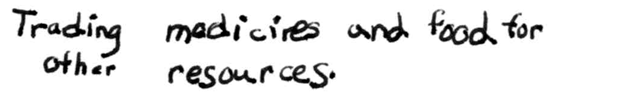 Trading medicires and food for
other resources.